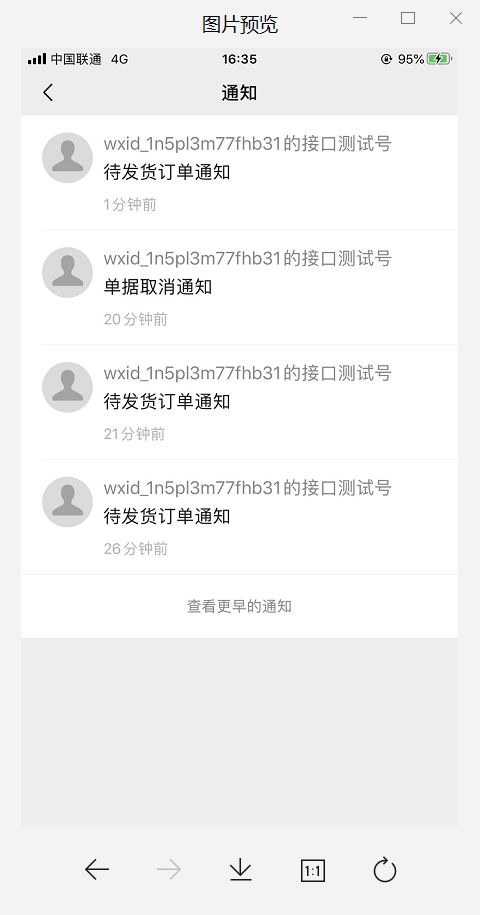 图片预览
中国联通 4G 16:35 95%
通知
wxid_1n5pl3m77fhb31的接口测试号
待发货订单通知
1分钟前
wxid_1n5pl3m77fhb31的接口测试号
单据取消通知
20分钟前
wxid_1n5pl3m77fhb31的接口测试号
待发货订单通知
21分钟前
wxid_1n5pl3m77fhb31的接口测试号
待发货订单通知
26分钟前
查看更早的通知
1:1